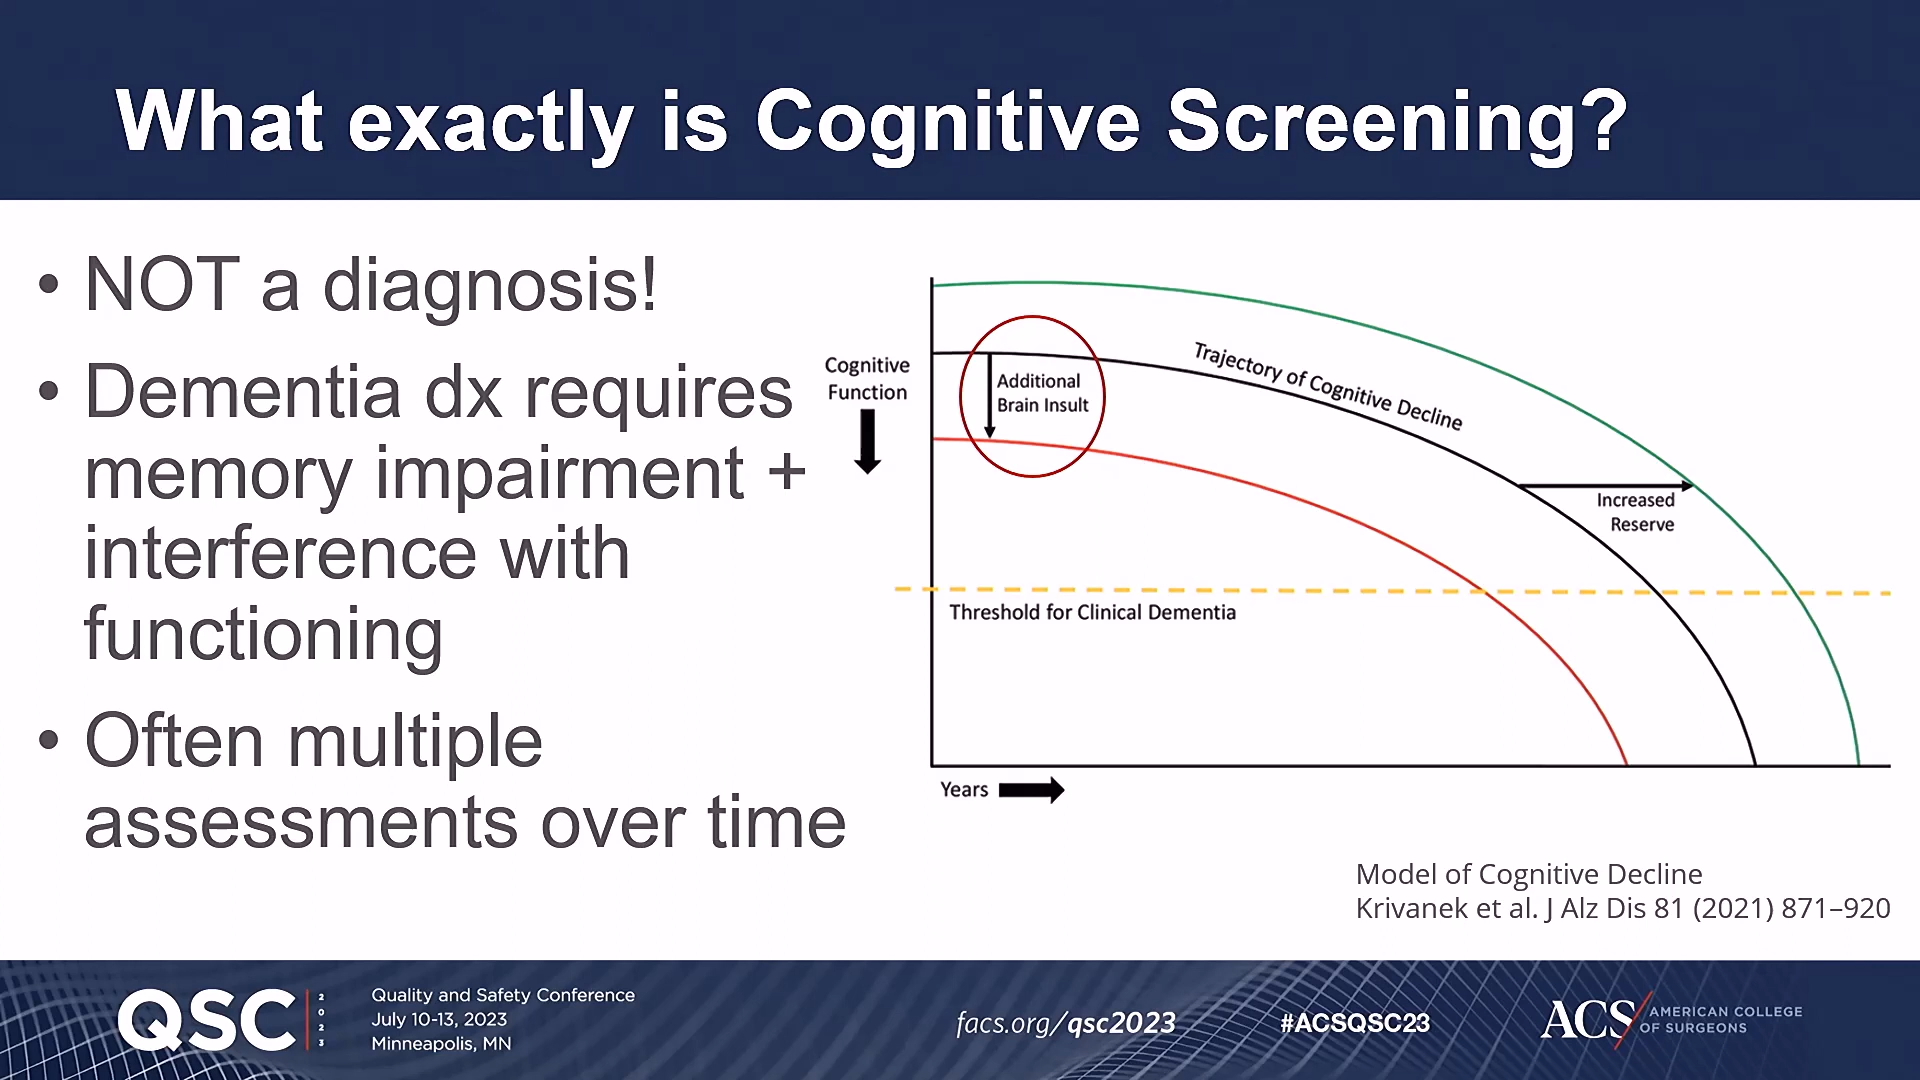 What exactly is Cognitive Screening?
• NOT a diagnosis!
• Dementia dx requires
memory impairment +
interference with
functioning
• Often multiple
assessments over time
Cognitive
Function
Additional
Brain Insult
Trajectory of Cognitive Decline
Increased
Reserve
Threshold for Clinical Dementia
Years
Model of Cognitive Decline
Krivanek et al. J Alz Dis 81 (2021) 871–920
QSC 2023
Quality and Safety Conference
July 10-13, 2023
Minneapolis, MN
facs.org/qsc2023
#ACSQSC23
ACS
AMERICAN COLLEGE
OF SURGEONS